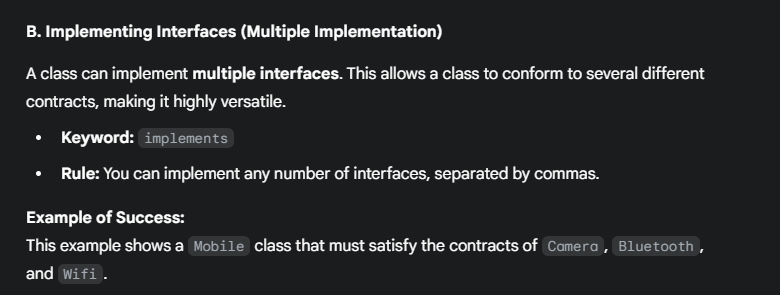 B. Implementing Interfaces (Multiple Implementation)
A class can implement multiple interfaces. This allows a class to conform to several different
contracts, making it highly versatile.
• Keyword: implements
• Rule: You can implement any number of interfaces, separated by commas.
Example of Success:
This example shows a Mobile class that must satisfy the contracts of Camera, Bluetooth,
and Wifi.